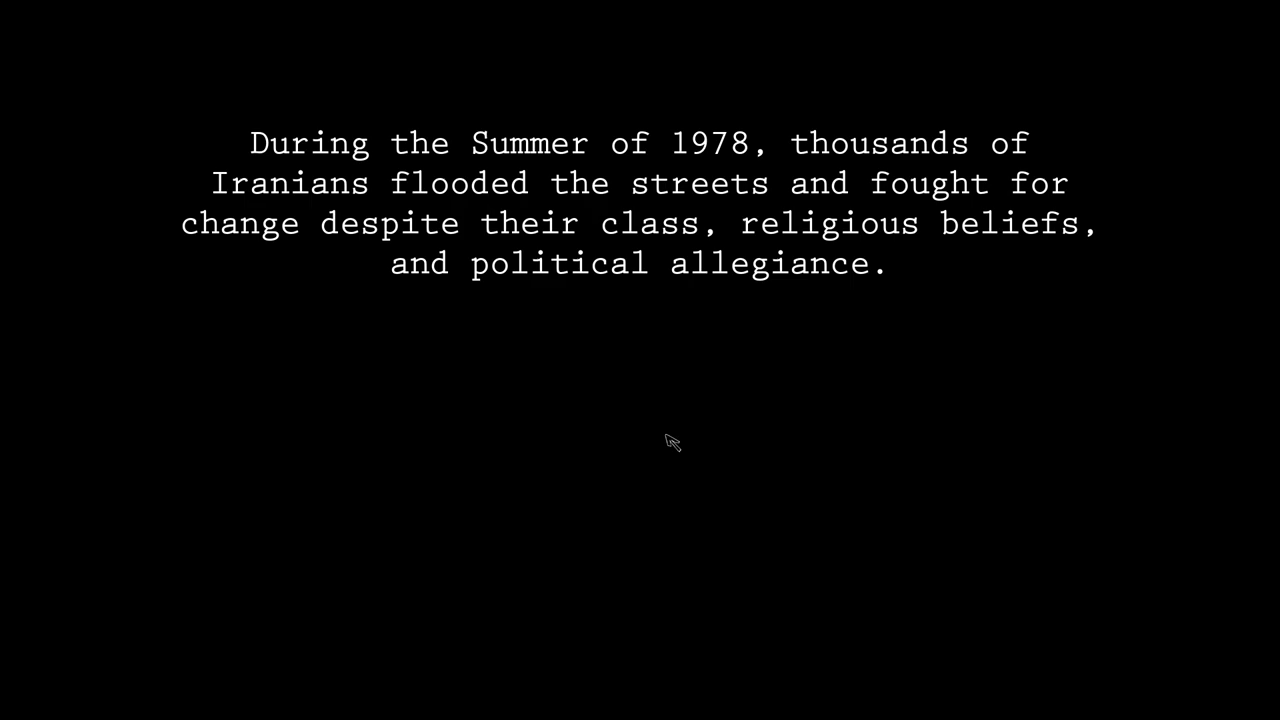 During the Summer of 1978, thousands of
Iranians flooded the streets and fought for
change despite their class, religious beliefs,
and political allegiance.